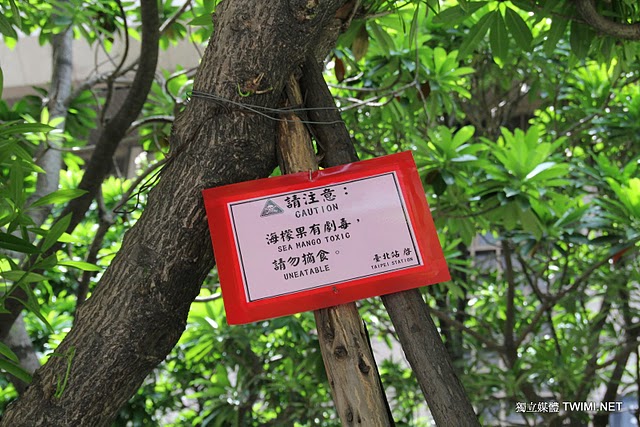 請注意：
CAUTION
海檬果有劇毒，
SEA MANGO TOXIC
請勿摘食。
UNEATABLE
臺北站 啓
TAIPEI STATION
獨立媒體 TWIMI.NET